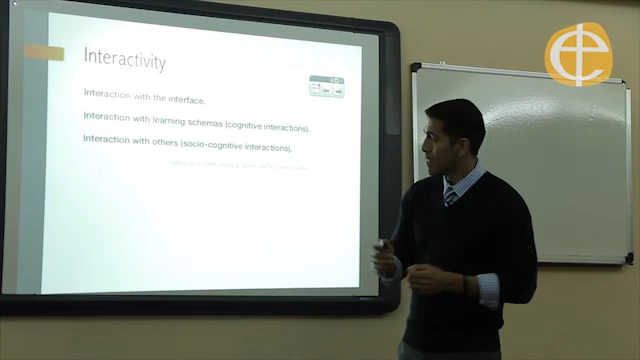 Interactivity
Interaction with the interface.
Interaction with learning schemas (cognitive interactions).
Interaction with others (socio-cognitive interactions).